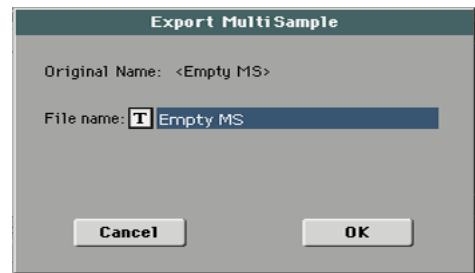 Export MultiSample
Original Name: <Empty MS>
File name: T Empty MS
Cancel OK